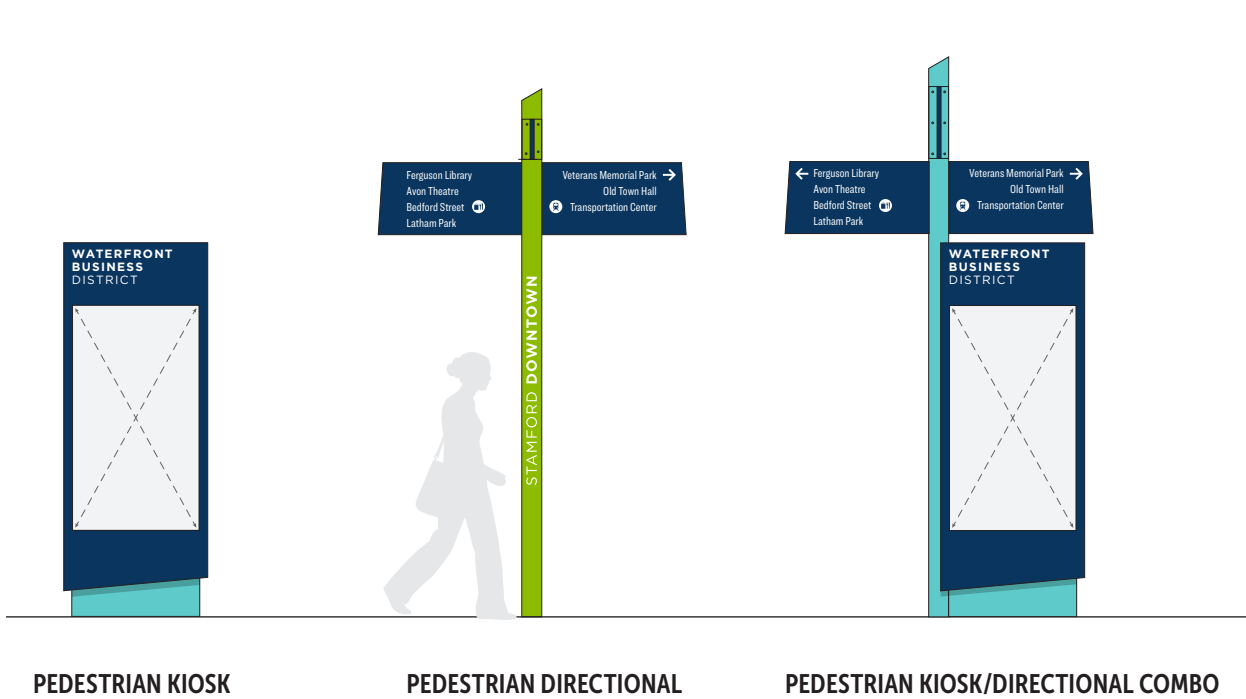 WATERFRONT
BUSINESS
DISTRICT
PEDESTRIAN KIOSK
Ferguson Library
Avon Theatre
Bedford Street
Latham Park
Veterans Memorial Park →
Old Town Hall
Transportation Center
STAMFORD DOWNTOWN
PEDESTRIAN DIRECTIONAL
← Ferguson Library
Avon Theatre
Bedford Street
Latham Park
Veterans Memorial Park →
Old Town Hall
Transportation Center
WATERFRONT
BUSINESS
DISTRICT
PEDESTRIAN KIOSK/DIRECTIONAL COMBO